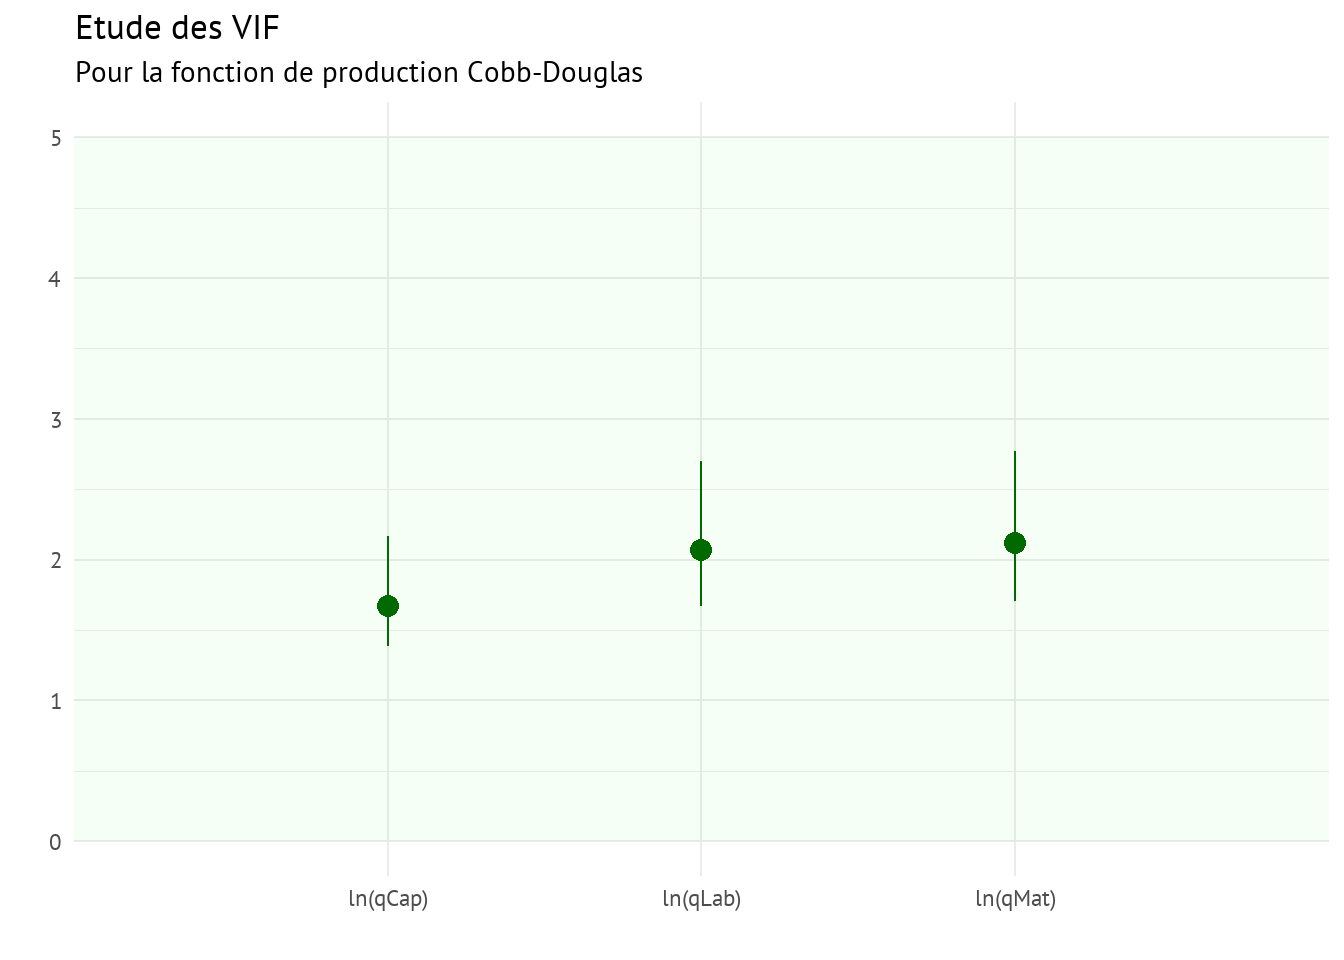 Etude des VIF
Pour la fonction de production Cobb-Douglas
5
4
3
2
1
0
ln(qCap) ln(qLab) ln(qMat)